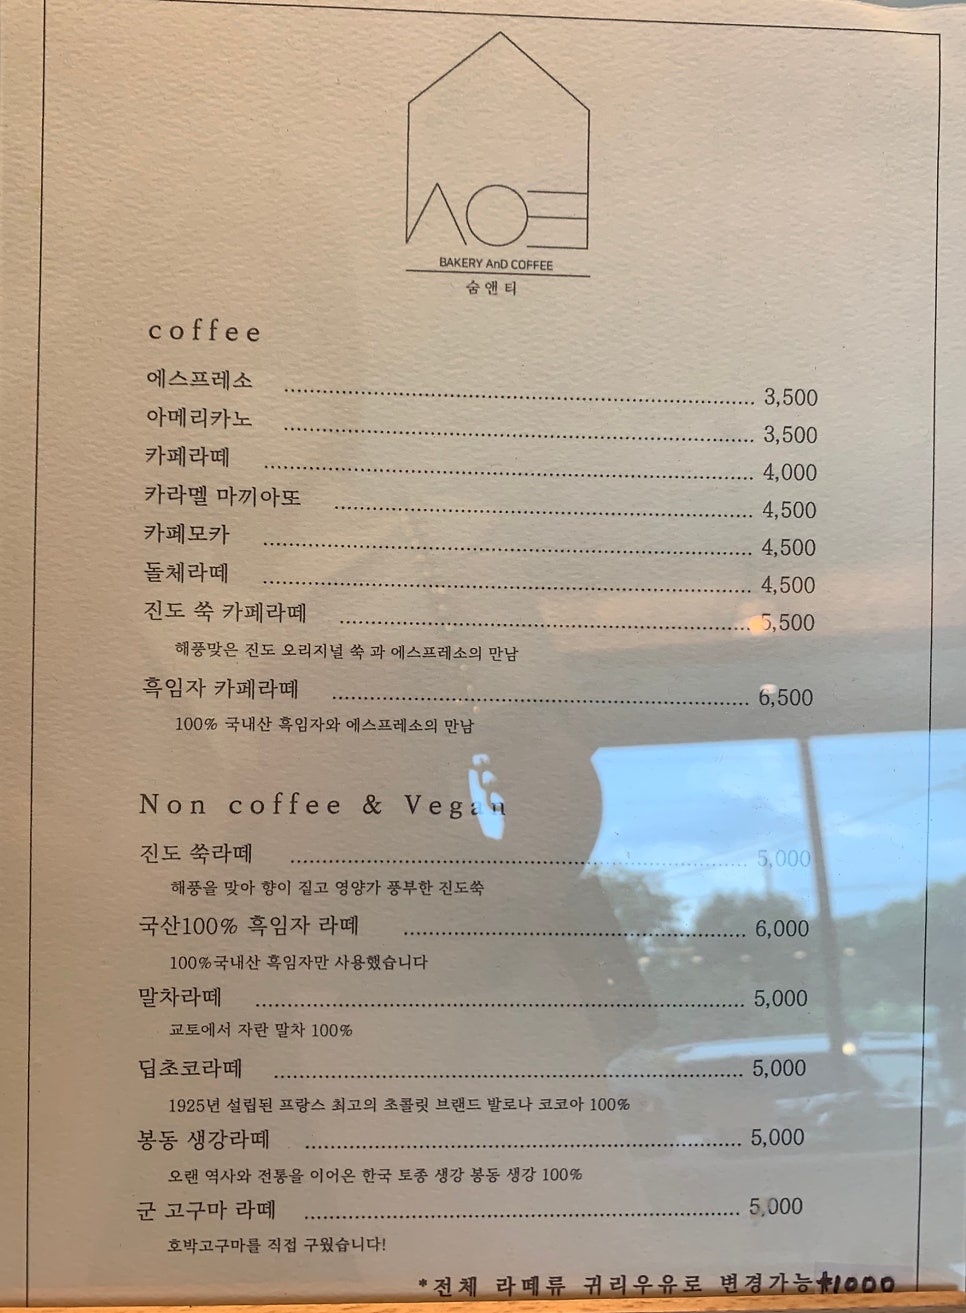 BAKERY AnD COFFEE
숨앤티
coffee
에스프레소 3,500
아메리카노 3,500
카페라떼 4,000
카라멜 마끼아또 4,500
카페모카 4,500
돌체라떼 4,500
진도 쑥 카페라떼 5,500
해풍맞은 진도 오리지널 쑥 과 에스프레소의 만남
흑임자 카페라떼 6,500
100% 국내산 흑임자와 에스프레소의 만남
Non coffee & Vegan
진도 쑥라떼 5,000
해풍을 맞아 향이 짙고 영양가 풍부한 진도쑥
국산100% 흑임자 라떼 6,000
100%국내산 흑임자만 사용했습니다
말차라떼 5,000
교토에서 자란 말차 100%
딥초코라떼 5,000
1925년 설립된 프랑스 최고의 초콜릿 브랜드 발로나 코코아 100%
봉동 생강라떼 5,000
오랜 역사와 전통을 이어온 한국 토종 생강 봉동 생강 100%
군 고구마 라떼 5,000
호박고구마를 직접 구웠습니다!
*전체 라떼류 귀리우유로 변경가능+1000